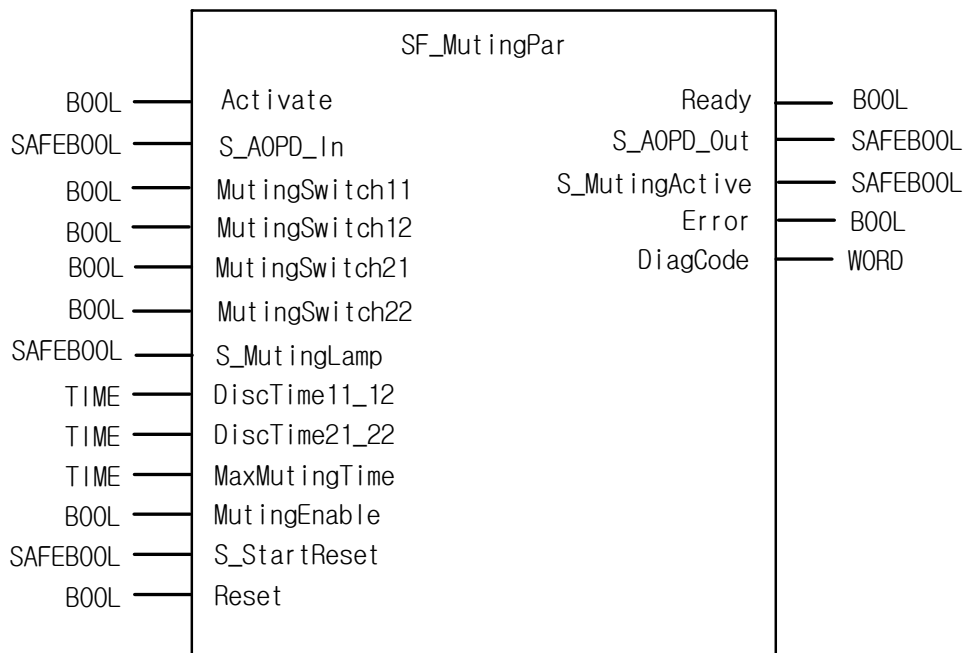 SF_MutingPar
BOOL Activate Ready BOOL
SAFEBOOL S_AOPD_In S_AOPD_Out SAFEBOOL
BOOL MutingSwitch11 S_MutingActive SAFEBOOL
BOOL MutingSwitch12 Error BOOL
BOOL MutingSwitch21 DiagCode WORD
BOOL MutingSwitch22
SAFEBOOL S_MutingLamp
TIME DiscTime11_12
TIME DiscTime21_22
TIME MaxMutingTime
BOOL MutingEnable
SAFEBOOL S_StartReset
BOOL Reset